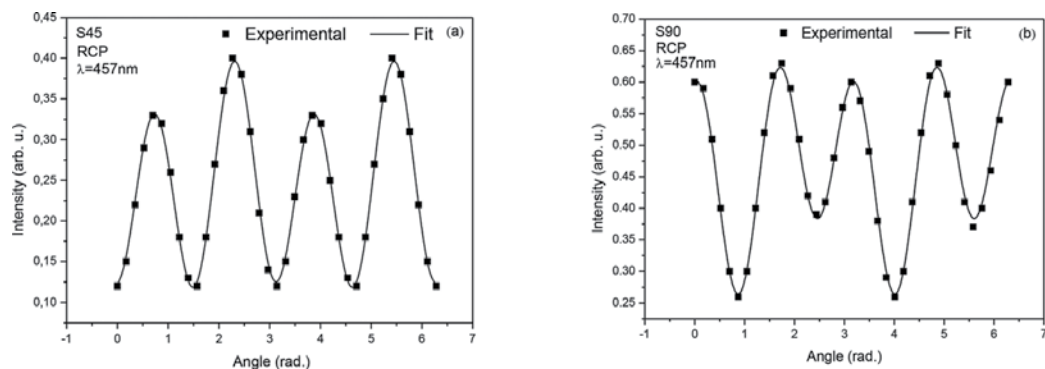 S45
RCP
λ=457nm
Experimental
Fit
(a)
0,45
0,40
0,35
0,30
0,25
0,20
0,15
0,10
Intensity (arb. u.)
-1 0 1 2 3 4 5 6 7
Angle (rad.)
S90
RCP
λ=457nm
Experimental
Fit
(b)
0.70
0.65
0.60
0.55
0.50
0.45
0.40
0.35
0.30
0.25
Intensity (arb. u.)
-1 0 1 2 3 4 5 6 7
Angle (rad.)